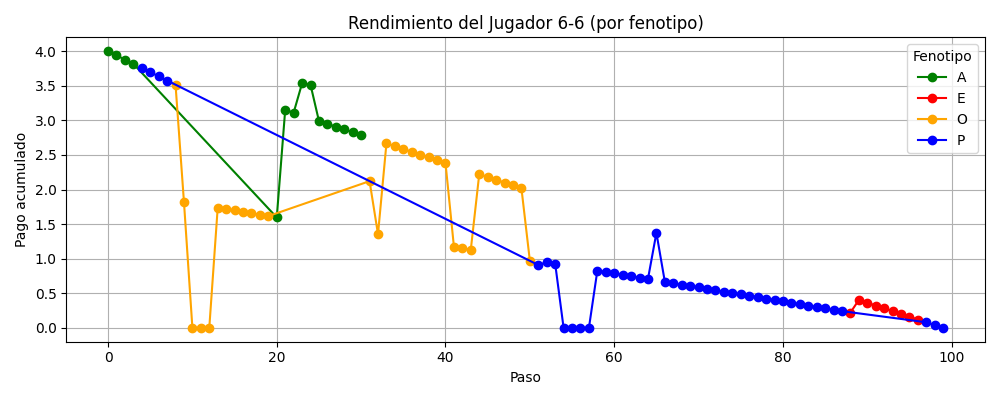 Rendimiento del Jugador 6-6 (por fenotipo)
Pago acumulado
4.0
3.5
3.0
2.5
2.0
1.5
1.0
0.5
0.0
Fenotipo
A
E
O
P
0 20 40 60 80 100
Paso